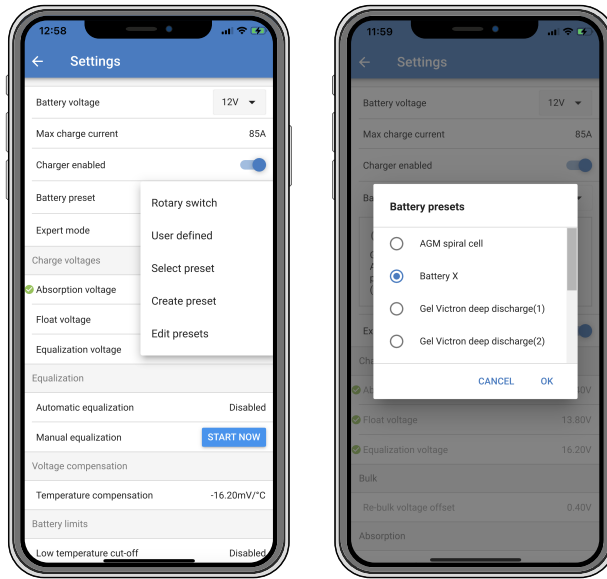 12:58
Settings
Battery voltage 12V
Max charge current 85A
Charger enabled
Battery preset
Rotary switch
User defined
Expert mode
Charge voltages
Select preset
Absorption voltage
Create preset
Float voltage
Edit presets
Equalization voltage
Equalization
Automatic equalization Disabled
Manual equalization START NOW
Voltage compensation
Temperature compensation -16.20mV/°C
Battery limits
Low temperature cut-off Disabled
11:59
Settings
Battery voltage 12V
Max charge current 85A
Charger enabled
Ba
Battery presets
AGM spiral cell
Battery X
Gel Victron deep discharge(1)
Gel Victron deep discharge(2)
CANCEL OK
Ex
Cha
Ab
Float voltage 13.80V
Equalization voltage 16.20V
Bulk
Re-bulk voltage offset 0.40V
Absorption